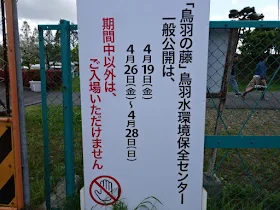 「鳥羽の藤」鳥羽水環境保全センター
一般公開は、
4月19日(金)
4月26日(金)～4月28日(日)
期間中以外は、
ご入場いただけません